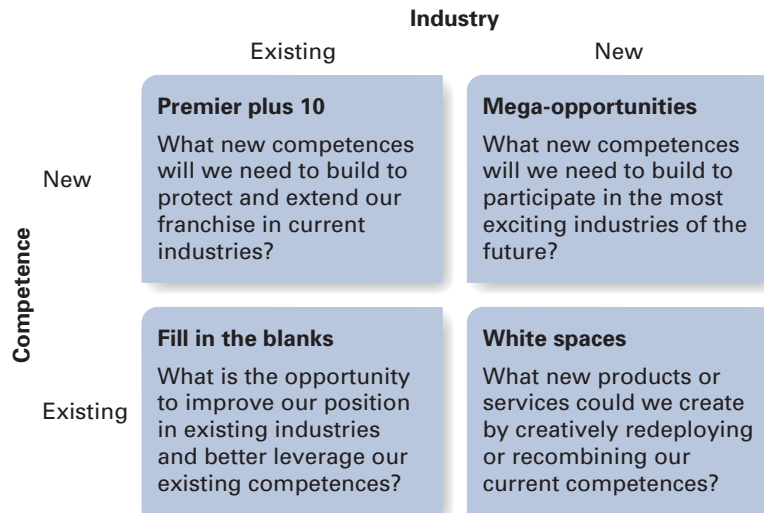 Industry
Existing
New
Competence
New
Premier plus 10
What new competences
will we need to build to
protect and extend our
franchise in current
industries?
Mega-opportunities
What new competences
will we need to build to
participate in the most
exciting industries of the
future?
Existing
Fill in the blanks
What is the opportunity
to improve our position
in existing industries
and better leverage our
existing competences?
White spaces
What new products or
services could we create
by creatively redeploying
or recombining our
current competences?